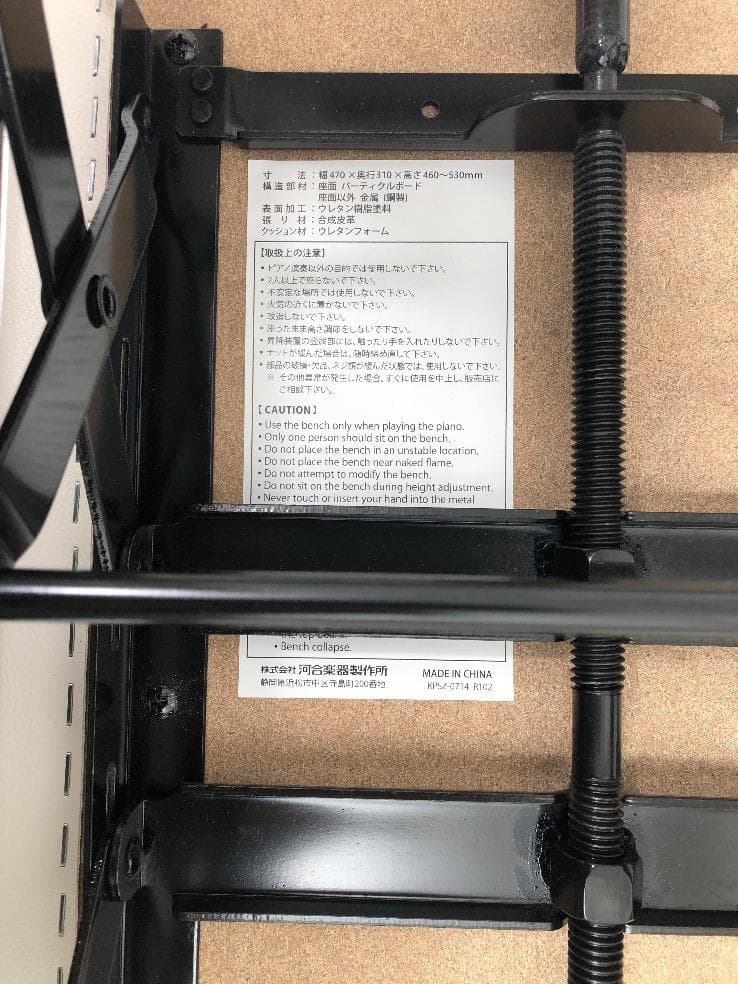 寸　　法：幅470×奥行310×高さ460～530mm
構造部材：座面 パーティクルボード
座面以外 金属（鋼製）
表面加工：ウレタン樹脂塗料
張り材：合成皮革
クッション材：ウレタンフォーム
【取扱上の注意】
・ピアノ演奏以外の目的では使用しないで下さい。
・2人以上で座らないで下さい。
・不安定な場所では使用しないで下さい。
・火気の近くに置かないで下さい。
・改造しないで下さい。
・座ったまま高さ調節をしないで下さい。
・昇降装置の金属部には、触ったり手を入れたりしないで下さい。
・ナットが緩んだ場合は、随時締め直して下さい。
・部品の破損・欠品、ネジ類が緩んだ状態では、使用しないで下さい。
※ その他異常が発生した場合、すぐに使用を中止し、販売店に
ご相談下さい。
【CAUTION】
• Use the bench only when playing the piano.
• Only one person should sit on the bench.
• Do not place the bench in an unstable location.
• Do not place the bench near naked flame.
• Do not attempt to modify the bench.
• Do not sit on the bench during height adjustment.
• Never touch or insert your hand into the metal
• Bench collapse.
株式会社 河合楽器製作所
静岡県浜松市中区寺島町200番地
MADE IN CHINA
KPSZ-0714 R102